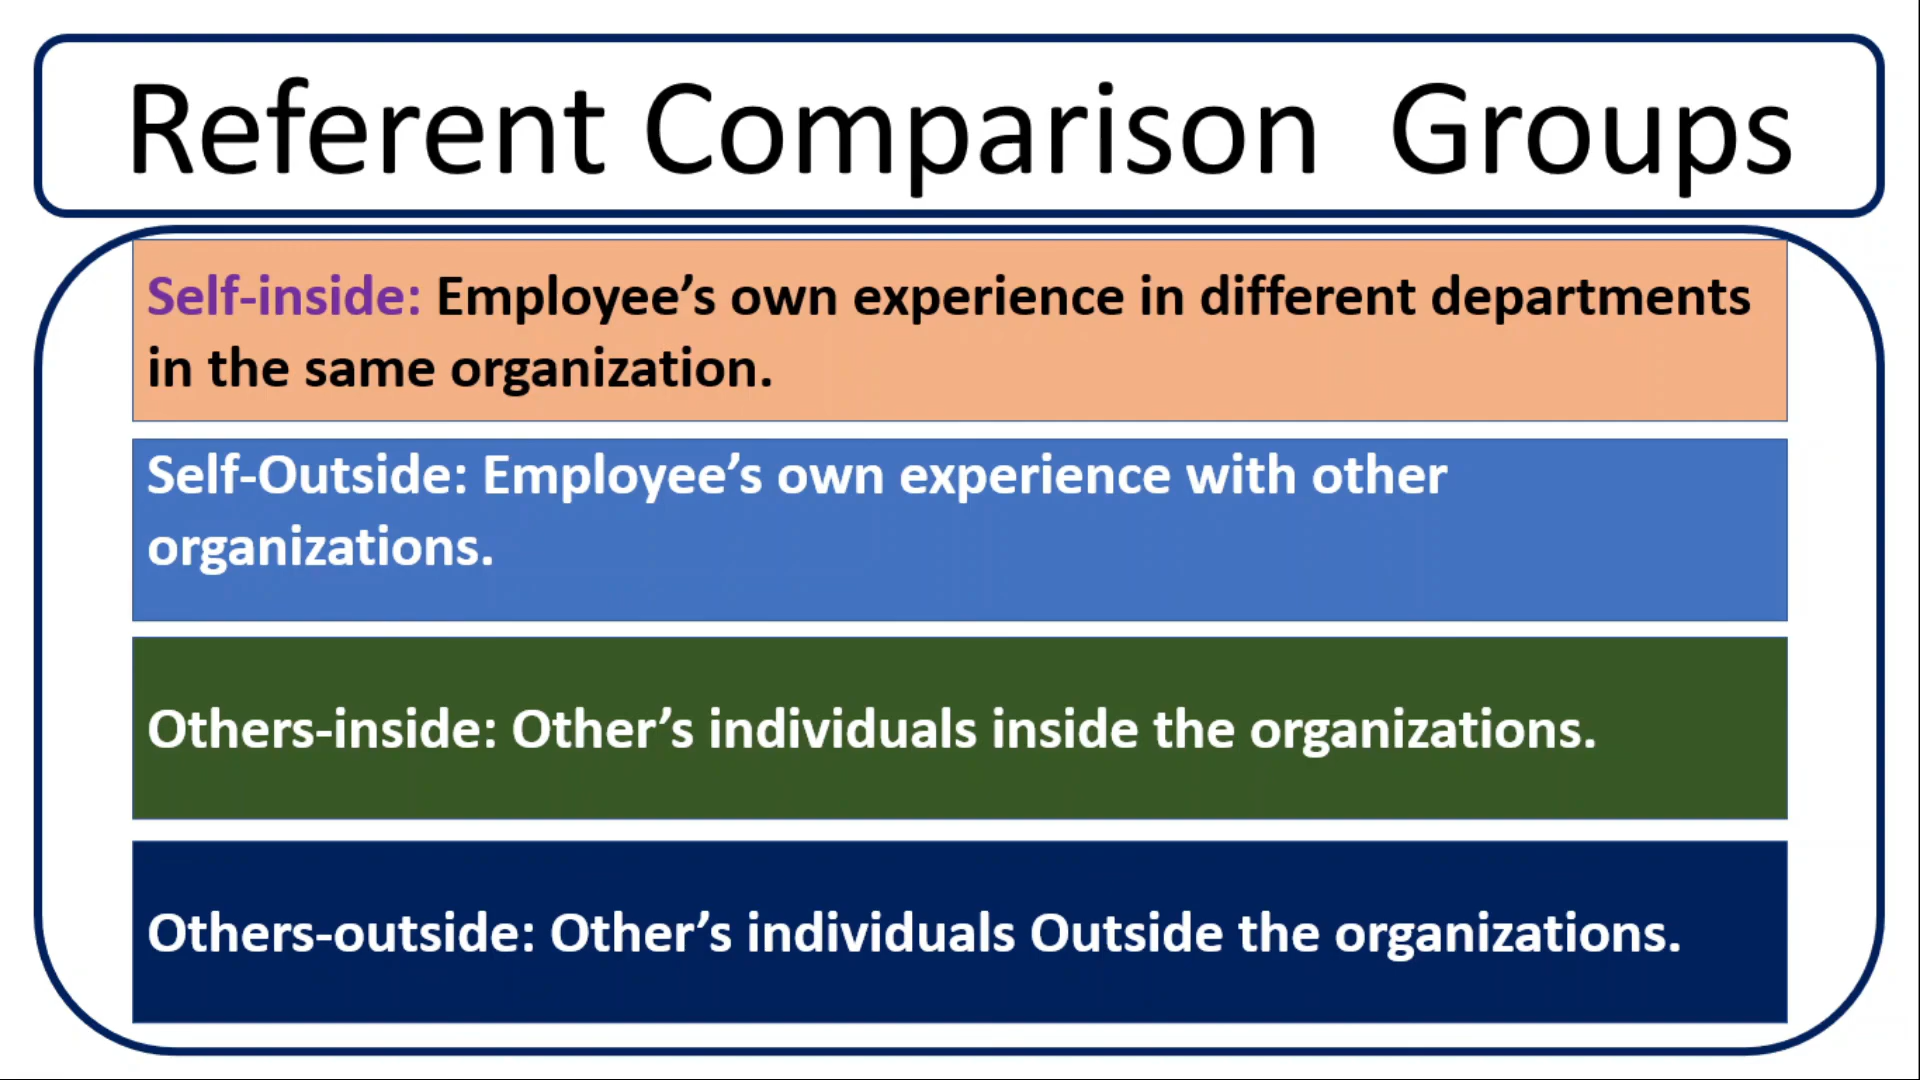 Referent Comparison  Groups
Self-inside: Employee’s own experience in different departments
in the same organization.
Self-Outside: Employee’s own experience with other
organizations.
Others-inside: Other’s individuals inside the organizations.
Others-outside: Other’s individuals Outside the organizations.